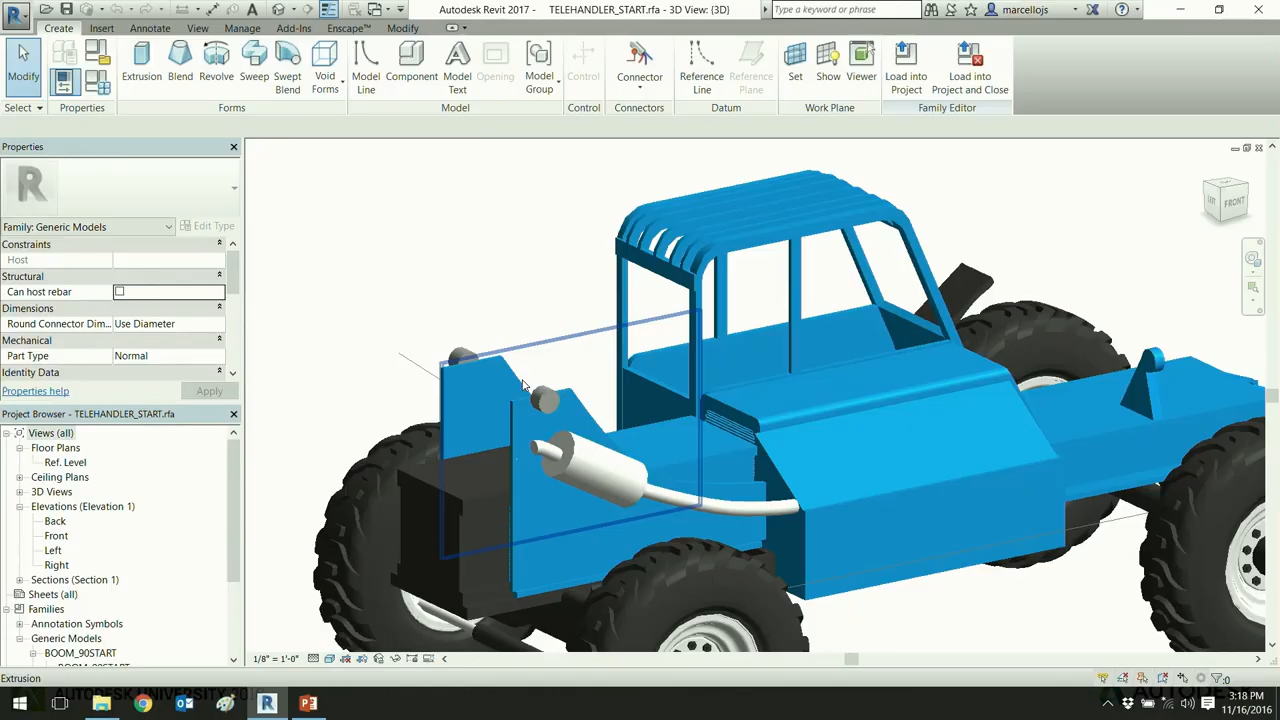 Autodesk Revit 2017 - TELEHANDLER_START.rfa - 3D View: {3D}
Type a keyword or phrase
marcellojs
Create Insert Annotate View Manage Add-Ins Enscape™ Modify
Modify
Extrusion Blend Revolve Sweep Swept Blend Void Forms
Model Line Component Model Text Opening Model Group
Control Connector
Reference Line Reference Plane
Set Show Viewer
Load into Project Load into Project and Close
Select Properties Forms Model Control Connectors Datum Work Plane Family Editor
Properties
R
Family: Generic Models Edit Type
Constraints
Host
Structural
Can host rebar
Dimensions
Round Connector Dim... Use Diameter
Mechanical
Part Type Normal
Identity Data
Properties help Apply
Project Browser - TELEHANDLER_START.rfa
Views (all)
Floor Plans
Ref. Level
Ceiling Plans
3D Views
Elevations (Elevation 1)
Back
Front
Left
Right
Sections (Section 1)
Sheets (all)
Families
Annotation Symbols
Generic Models
BOOM_90START
FRONT
1/8" = 1'-0"
Extrusion
:0
AUTODESK UNIVERSITY
3:18 PM
11/16/2016